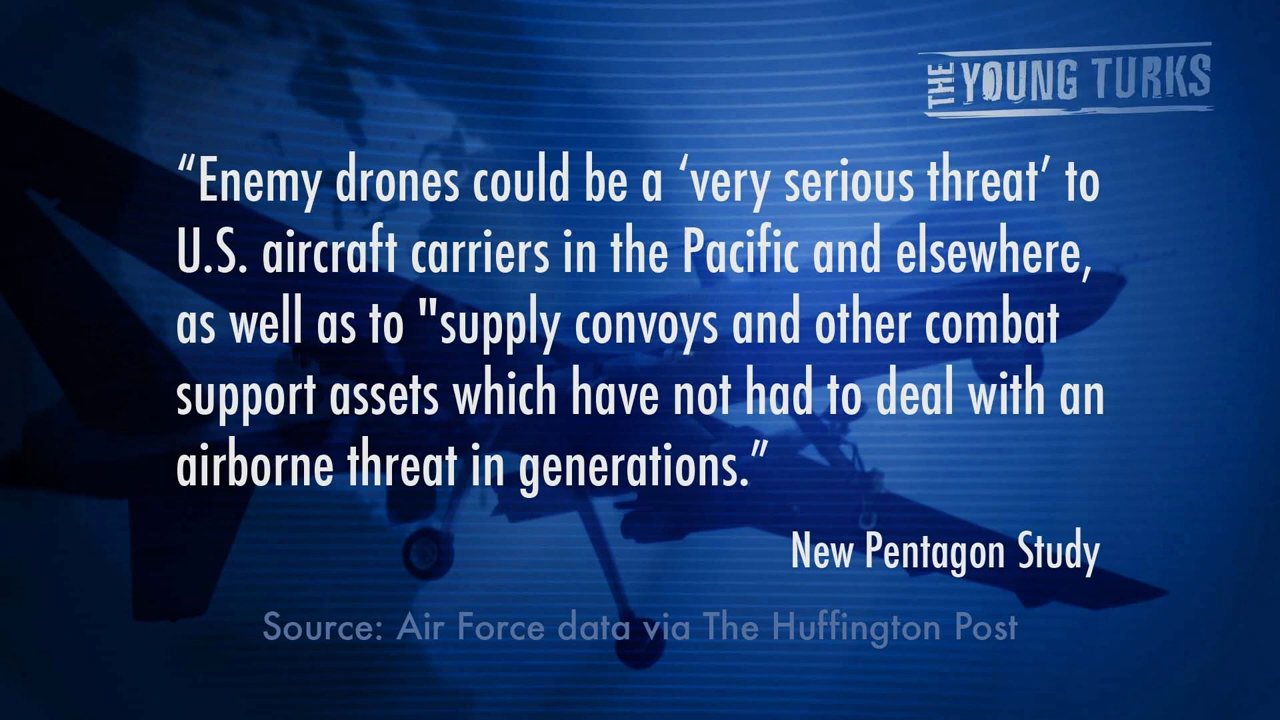 THE YOUNG TURKS
“Enemy drones could be a ‘very serious threat’ to
U.S. aircraft carriers in the Pacific and elsewhere,
as well as to "supply convoys and other combat
support assets which have not had to deal with an
airborne threat in generations.”
New Pentagon Study
Source: Air Force data via The Huffington Post